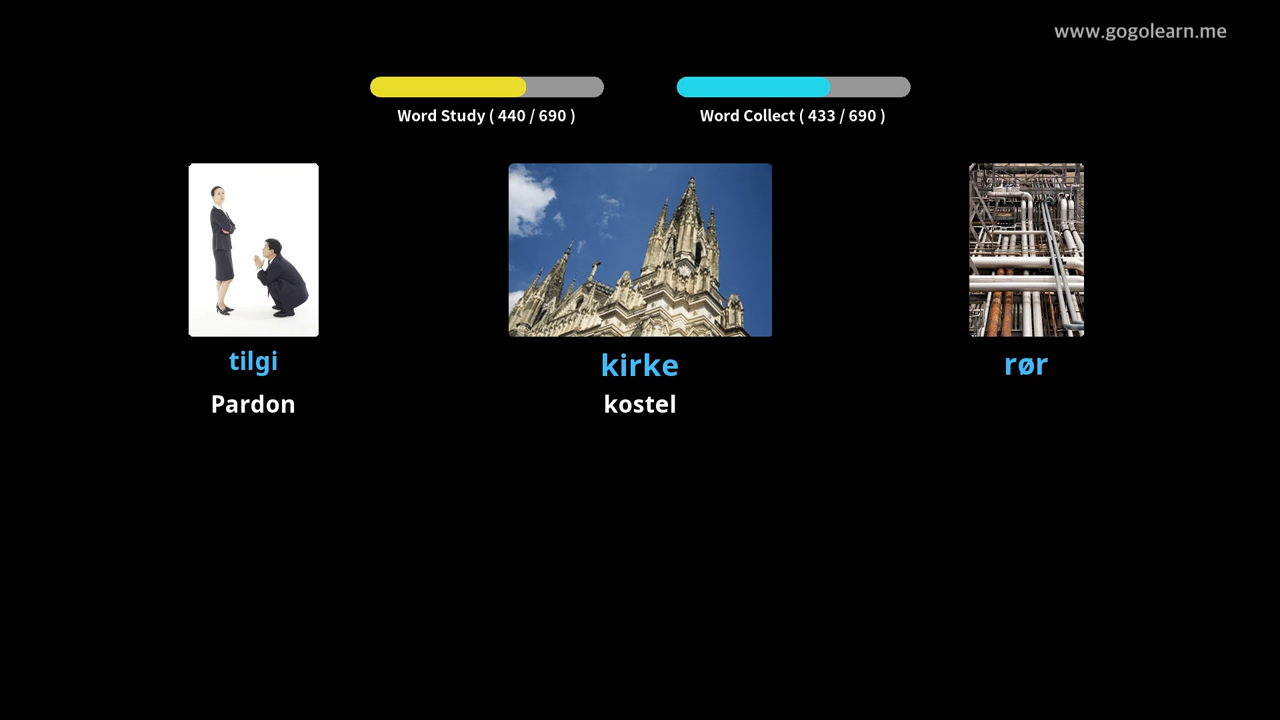 www.gogolearn.me
Word Study ( 440 / 690 )
Word Collect ( 433 / 690 )
tilgi
kirke
rør
Pardon
kostel